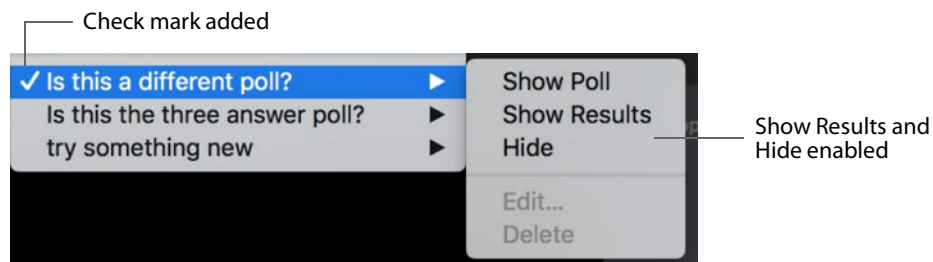 Check mark added
✓ Is this a different poll? ▶
Is this the three answer poll? ▶
try something new ▶
Show Poll
Show Results
Hide
Edit...
Delete
Show Results and
Hide enabled